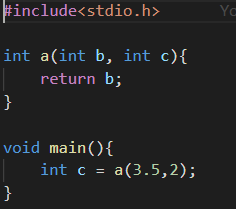 #include<stdio.h>
int a(int b, int c){
    return b;
}
void main(){
    int c = a(3.5,2);
}